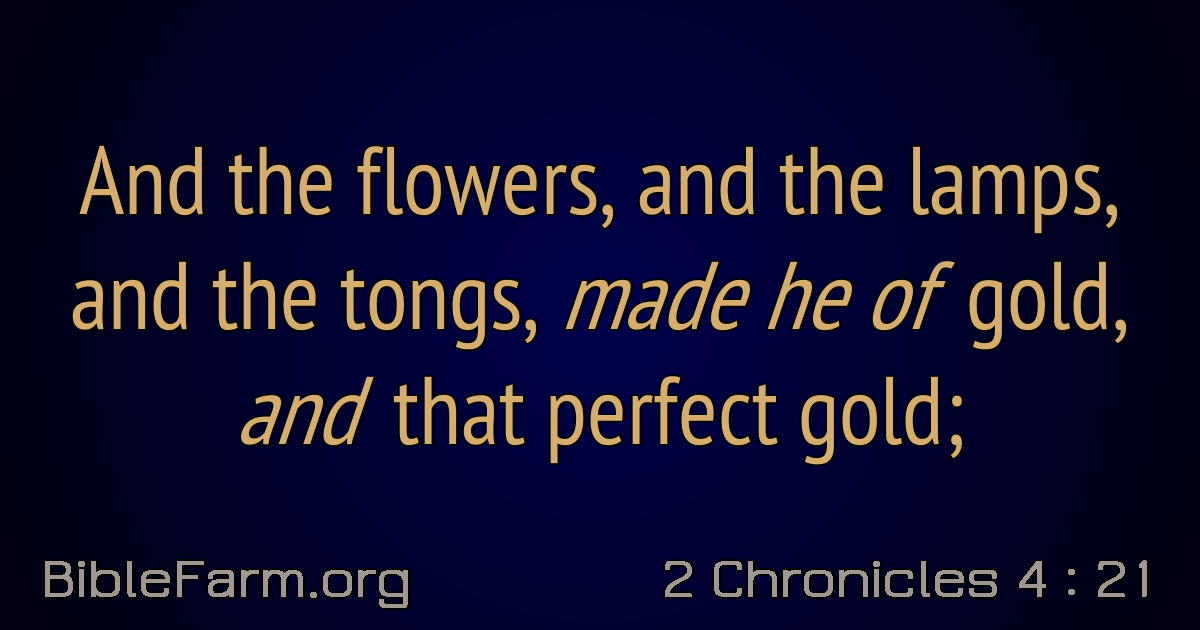 And the flowers, and the lamps,
and the tongs, made he of gold,
and that perfect gold;
BibleFarm.org
2 Chronicles 4 : 21